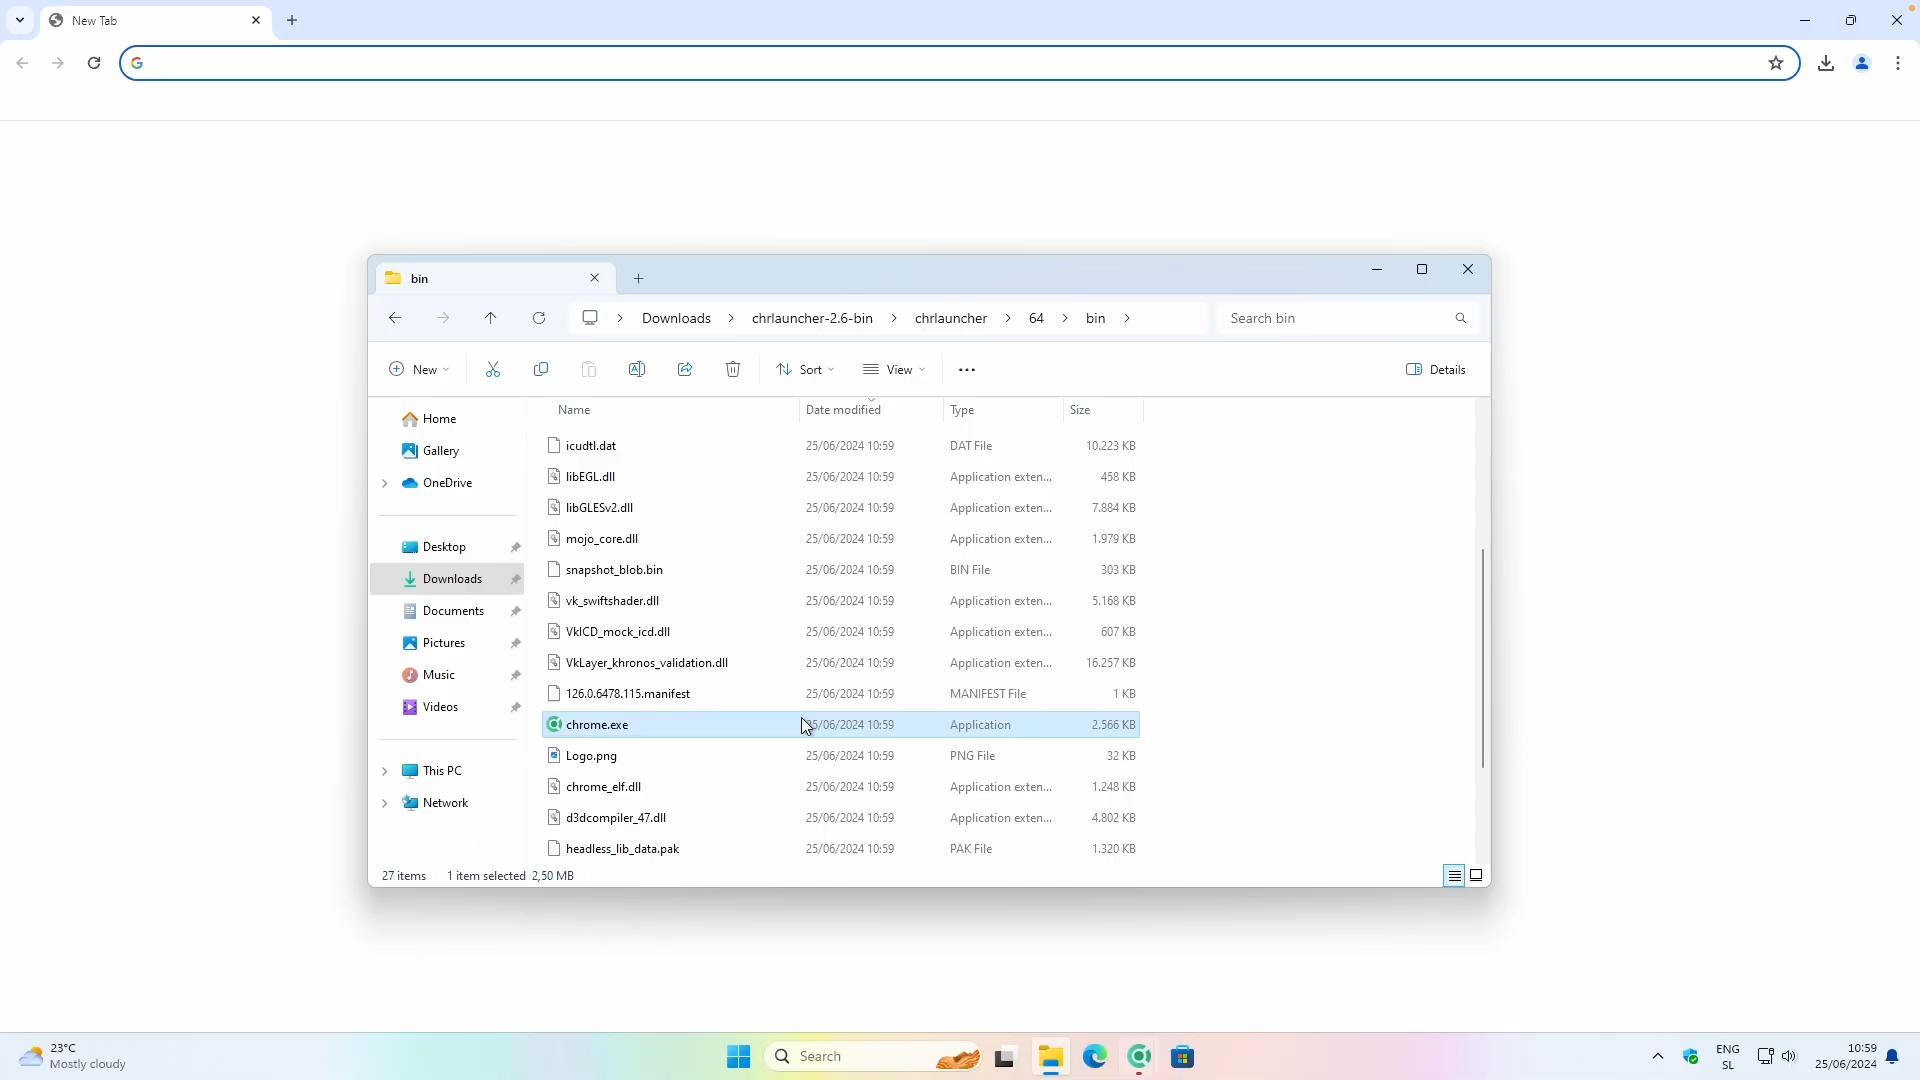 New Tab
bin
Downloads > chrlauncher-2.6-bin > chrlauncher > 64 > bin >
Search bin
New
Sort
View
Details
Name Date modified Type Size
Home
Gallery
OneDrive
Desktop
Downloads
Documents
Pictures
Music
Videos
This PC
Network
icudtl.dat 25/06/2024 10:59 DAT File 10.223 KB
libEGL.dll 25/06/2024 10:59 Application exten... 458 KB
libGLESv2.dll 25/06/2024 10:59 Application exten... 7.884 KB
mojo_core.dll 25/06/2024 10:59 Application exten... 1.979 KB
snapshot_blob.bin 25/06/2024 10:59 BIN File 303 KB
vk_swiftshader.dll 25/06/2024 10:59 Application exten... 5.168 KB
VkICD_mock_icd.dll 25/06/2024 10:59 Application exten... 607 KB
VkLayer_khronos_validation.dll 25/06/2024 10:59 Application exten... 16.257 KB
126.0.6478.115.manifest 25/06/2024 10:59 MANIFEST File 1 KB
chrome.exe 25/06/2024 10:59 Application 2.566 KB
Logo.png 25/06/2024 10:59 PNG File 32 KB
chrome_elf.dll 25/06/2024 10:59 Application exten... 1.248 KB
d3dcompiler_47.dll 25/06/2024 10:59 Application exten... 4.802 KB
headless_lib_data.pak 25/06/2024 10:59 PAK File 1.320 KB
27 items 1 item selected 2,50 MB
23°C
Mostly cloudy
Search
ENG
SL
10:59
25/06/2024